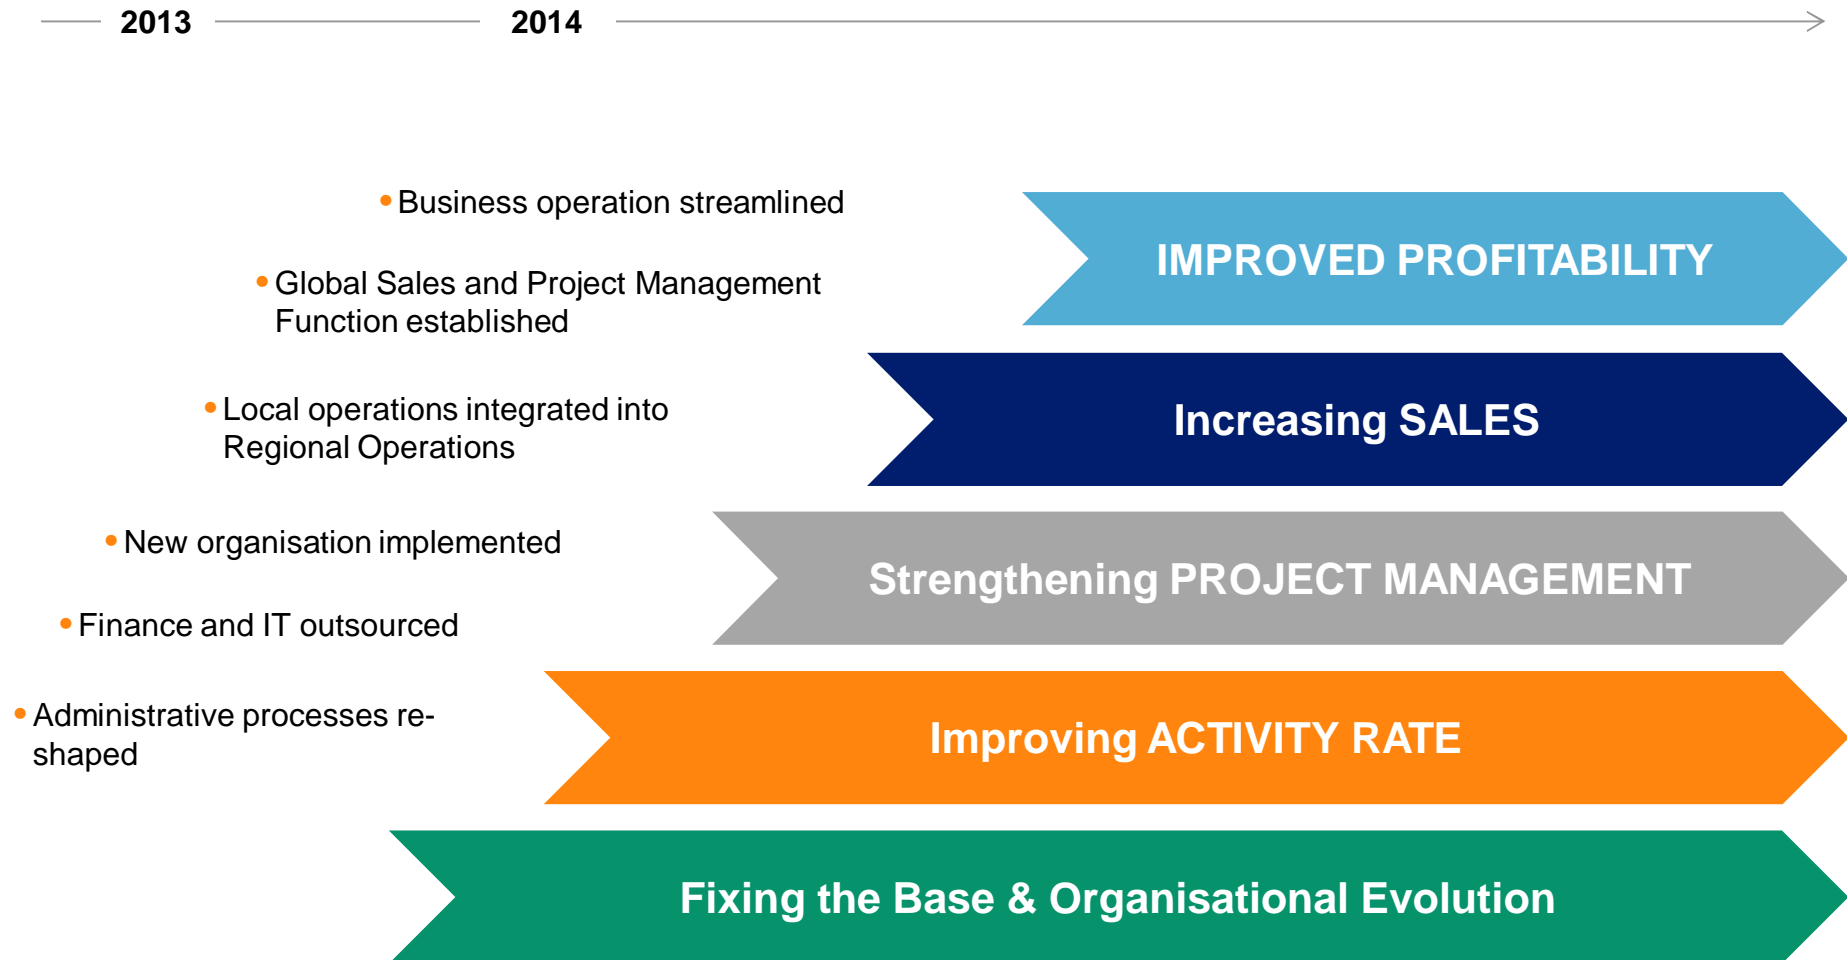 2013 2014
Business operation streamlined
IMPROVED PROFITABILITY
Global Sales and Project Management
Function established
Local operations integrated into
Regional Operations
Increasing SALES
New organisation implemented
Strengthening PROJECT MANAGEMENT
Finance and IT outsourced
Administrative processes re-
shaped
Improving ACTIVITY RATE
Fixing the Base & Organisational Evolution